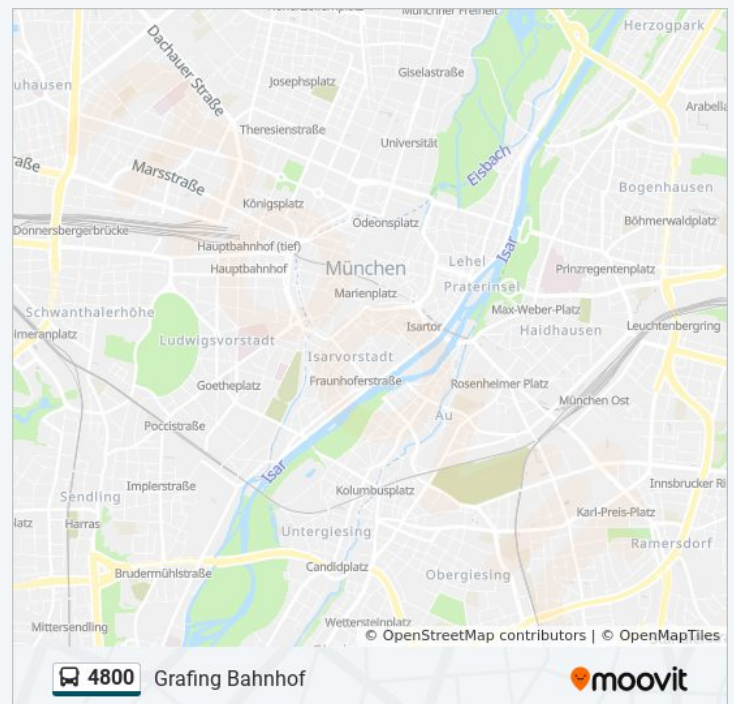 Münchner Freiheit
Herzogpark
Dachauer Straße
Giselastraße
uhausen
Josephsplatz
Arabella
Theresienstraße
Universität
Eisbach
aße
Marsstraße
Bogenhausen
Königsplatz
Odeonsplatz
Böhmerwaldplatz
Donnersbergerbrücke
Hauptbahnhof (tief)
Isar
Lehel
Hauptbahnhof
München
Prinzregentenplatz
Praterinsel
Marienplatz
Schwanthalerhöhe
Max-Weber-Platz
Isartor
Haidhausen
Leuchtenbergring
imeranplatz
Ludwigsvorstadt
Isarvorstadt
Goetheplatz
Fraunhoferstraße
Rosenheimer Platz
München Ost
Au
Poccistraße
Isar
Implerstraße
Kolumbusplatz
Innsbrucker Ri
Sendling
Karl-Preis-Platz
latz
Harras
Untergiesing
Ramersdorf
Candidplatz
Brudermühlstraße
Obergiesing
Mittersendling
Wettersteinplatz
© OpenStreetMap contributors | © OpenMapTiles
4800 Grafing Bahnhof
moovit